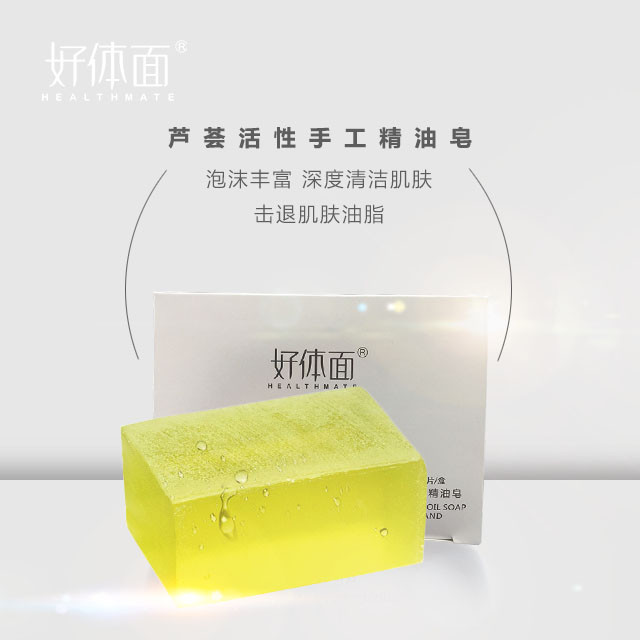 好体面®
HEALTHMATE
芦荟活性手工精油皂
泡沫丰富 深度清洁肌肤
击退肌肤油脂
好体面®
HEALTHMATE
片/盒
精油皂
OIL SOAP
AND